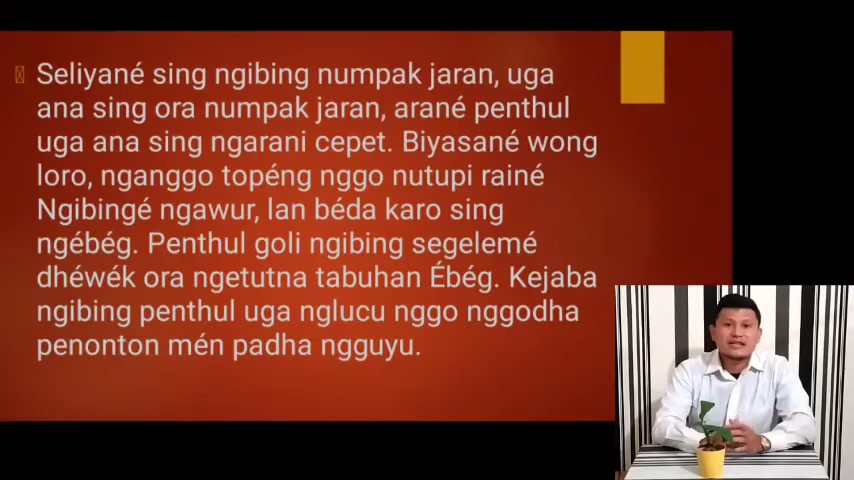 Seliyané sing ngibing numpak jaran, uga
ana sing ora numpak jaran, arané penthul
uga ana sing ngarani cepet. Biyasané wong
loro, nganggo topéng nggo nutupi rainé
Ngibingé ngawur, lan béda karo sing
ngébég. Penthul goli ngibing segelemé
dhéwék ora ngetutna tabuhan Ébég. Kejaba
ngibing penthul uga nglucu nggo nggodha
penonton mén padha ngguyu.